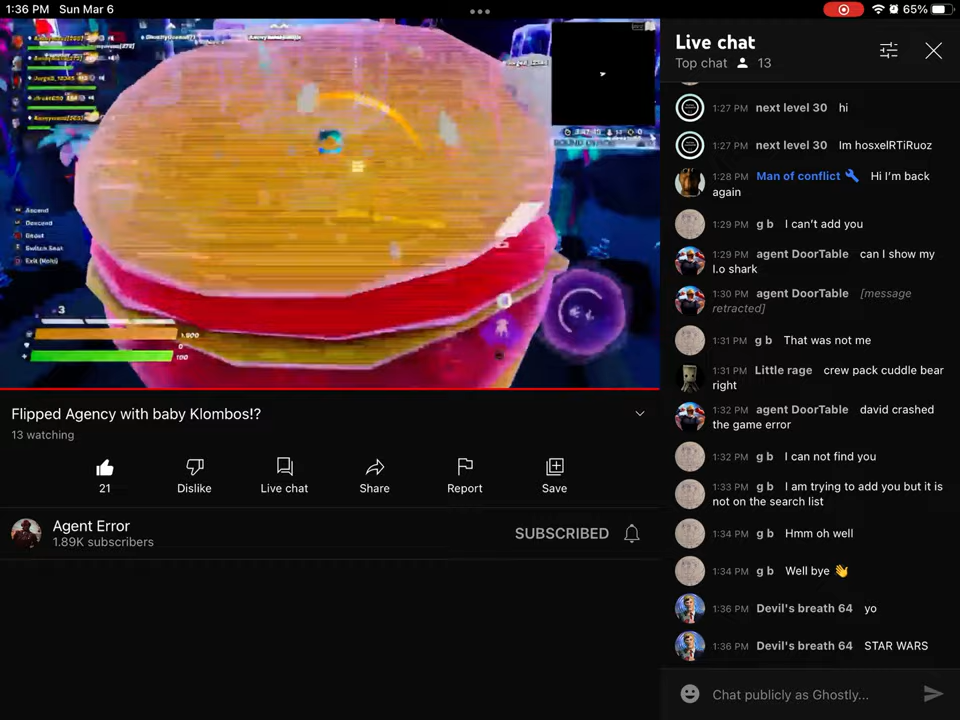 1:36 PM Sun Mar 6
65%
Ascend
Descend
Switch Seat
3
100
Flipped Agency with baby Klombos!?
13 watching
21
Dislike
Live chat
Share
Report
Save
Agent Error
1.89K subscribers
SUBSCRIBED
Live chat
Top chat 13
1:27 PM next level 30 hi
1:27 PM next level 30 Im hosxelRTiRuoz
1:28 PM Man of conflict Hi I'm back
again
1:29 PM g b I can't add you
1:29 PM agent DoorTable can I show my
l.o shark
1:30 PM agent DoorTable [message
retracted]
1:31 PM g b That was not me
1:31 PM Little rage crew pack cuddle bear
right
1:32 PM agent DoorTable david crashed
the game error
1:32 PM g b I can not find you
1:33 PM g b I am trying to add you but it is
not on the search list
1:34 PM g b Hmm oh well
1:34 PM g b Well bye 👋
1:36 PM Devil's breath 64 yo
1:36 PM Devil's breath 64 STAR WARS
Chat publicly as Ghostly...